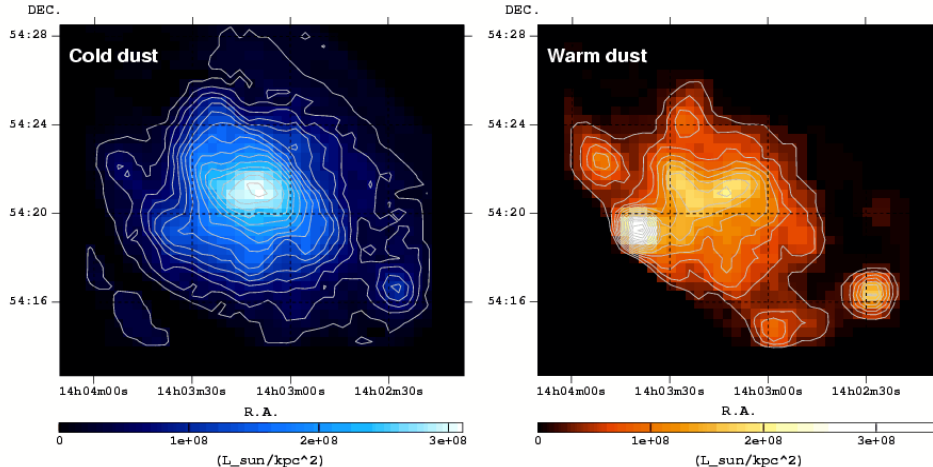 DEC.
54:28
Cold dust
54:24
54:20
54:16
14h04m00s 14h03m30s 14h03m00s 14h02m30s
R.A.
0 1e+08 2e+08 3e+08
(L_sun/kpc^2)
DEC.
54:28
Warm dust
54:24
54:20
54:16
14h04m00s 14h03m30s 14h03m00s 14h02m30s
R.A.
0 1e+08 2e+08 3e+08
(L_sun/kpc^2)